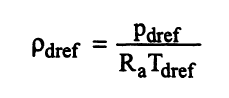 ρdref = pdref / RaTdref